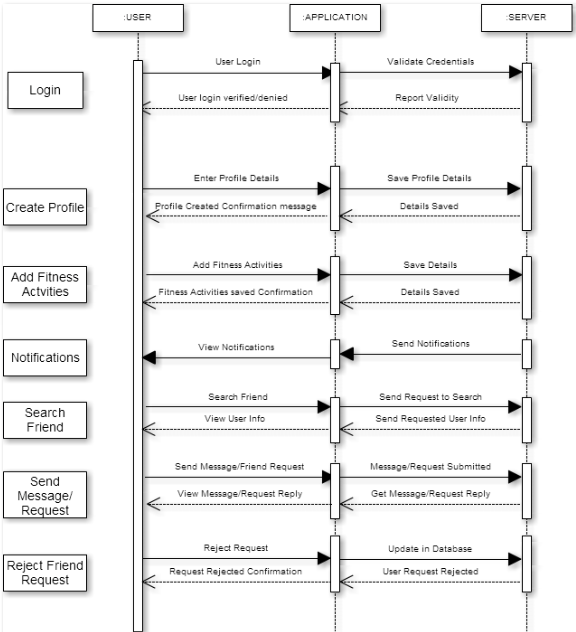 :USER
:APPLICATION
:SERVER
Login
User Login
Validate Credentials
User login verified/denied
Report Validity
Create Profile
Enter Profile Details
Save Profile Details
Profile Created Confirmation message
Details Saved
Add Fitness
Actvities
Add Fitness Activities
Save Details
Fitness Activities saved Confirmation
Details Saved
Notifications
View Notifications
Send Notifications
Search
Friend
Search Friend
Send Request to Search
View User Info
Send Requested User Info
Send
Message/
Request
Send Message/Friend Request
Message/Request Submitted
View Message/Request Reply
Get Message/Request Reply
Reject Friend
Request
Reject Request
Update in Database
Request Rejected Confirmation
User Request Rejected